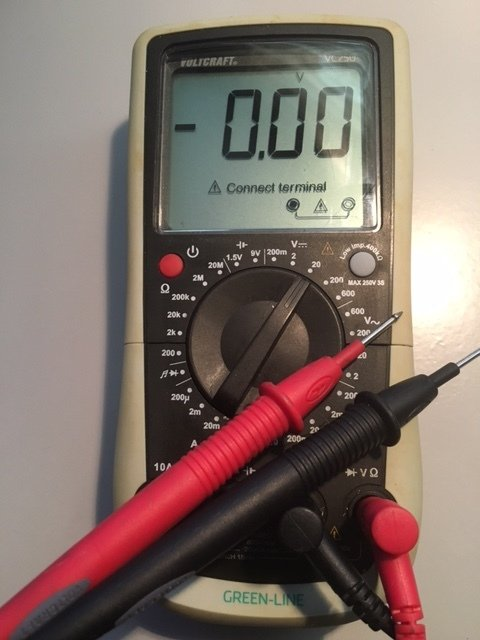 VOLTCRAFT
VC250
V
- 0.00
⚠ Connect terminal
⚠
Low Imp. 400kΩ
MAX 250V 3S
Ω
20M
2M
200k
20k
2k
200
200µ
2m
20m
A
10A
1.5V
9V
200m
V⎓
2
20
200
600
600
V~
200
20
2
VΩ
GREEN-LINE